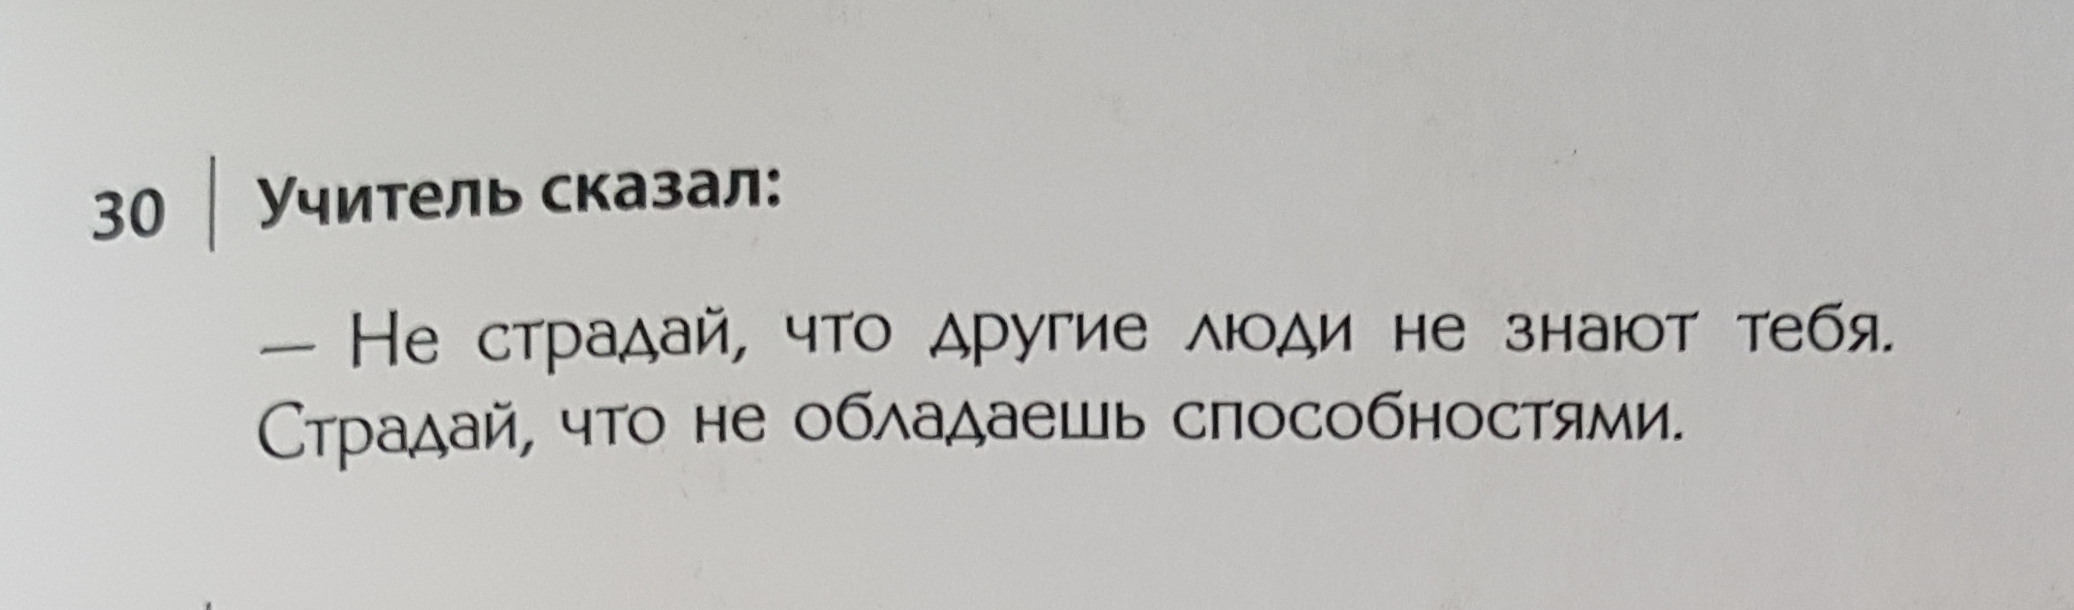 30 | Учитель сказал:
— Не страдай, что другие люди не знают тебя.
Страдай, что не обладаешь способностями.